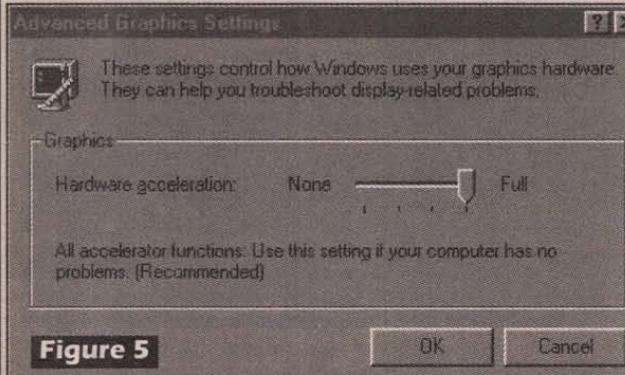 Advanced Graphics Settings
These settings control how Windows uses your graphics hardware.
They can help you troubleshoot display-related problems.
Graphics
Hardware acceleration: None Full
All accelerator functions: Use this setting if your computer has no
problems. (Recommended)
Figure 5
OK Cancel